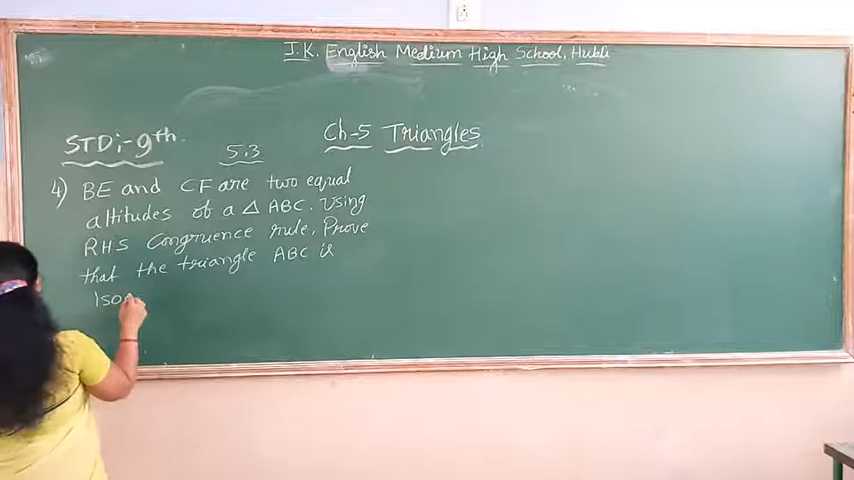 J.K English Medium High School, Hubli
Ch-5 Triangles
STD:- 9th
5.3
4) BE and CF are two equal
altitudes of a △ ABC. Using
RHS Congruence rule, Prove
that the triangle ABC is
Isos